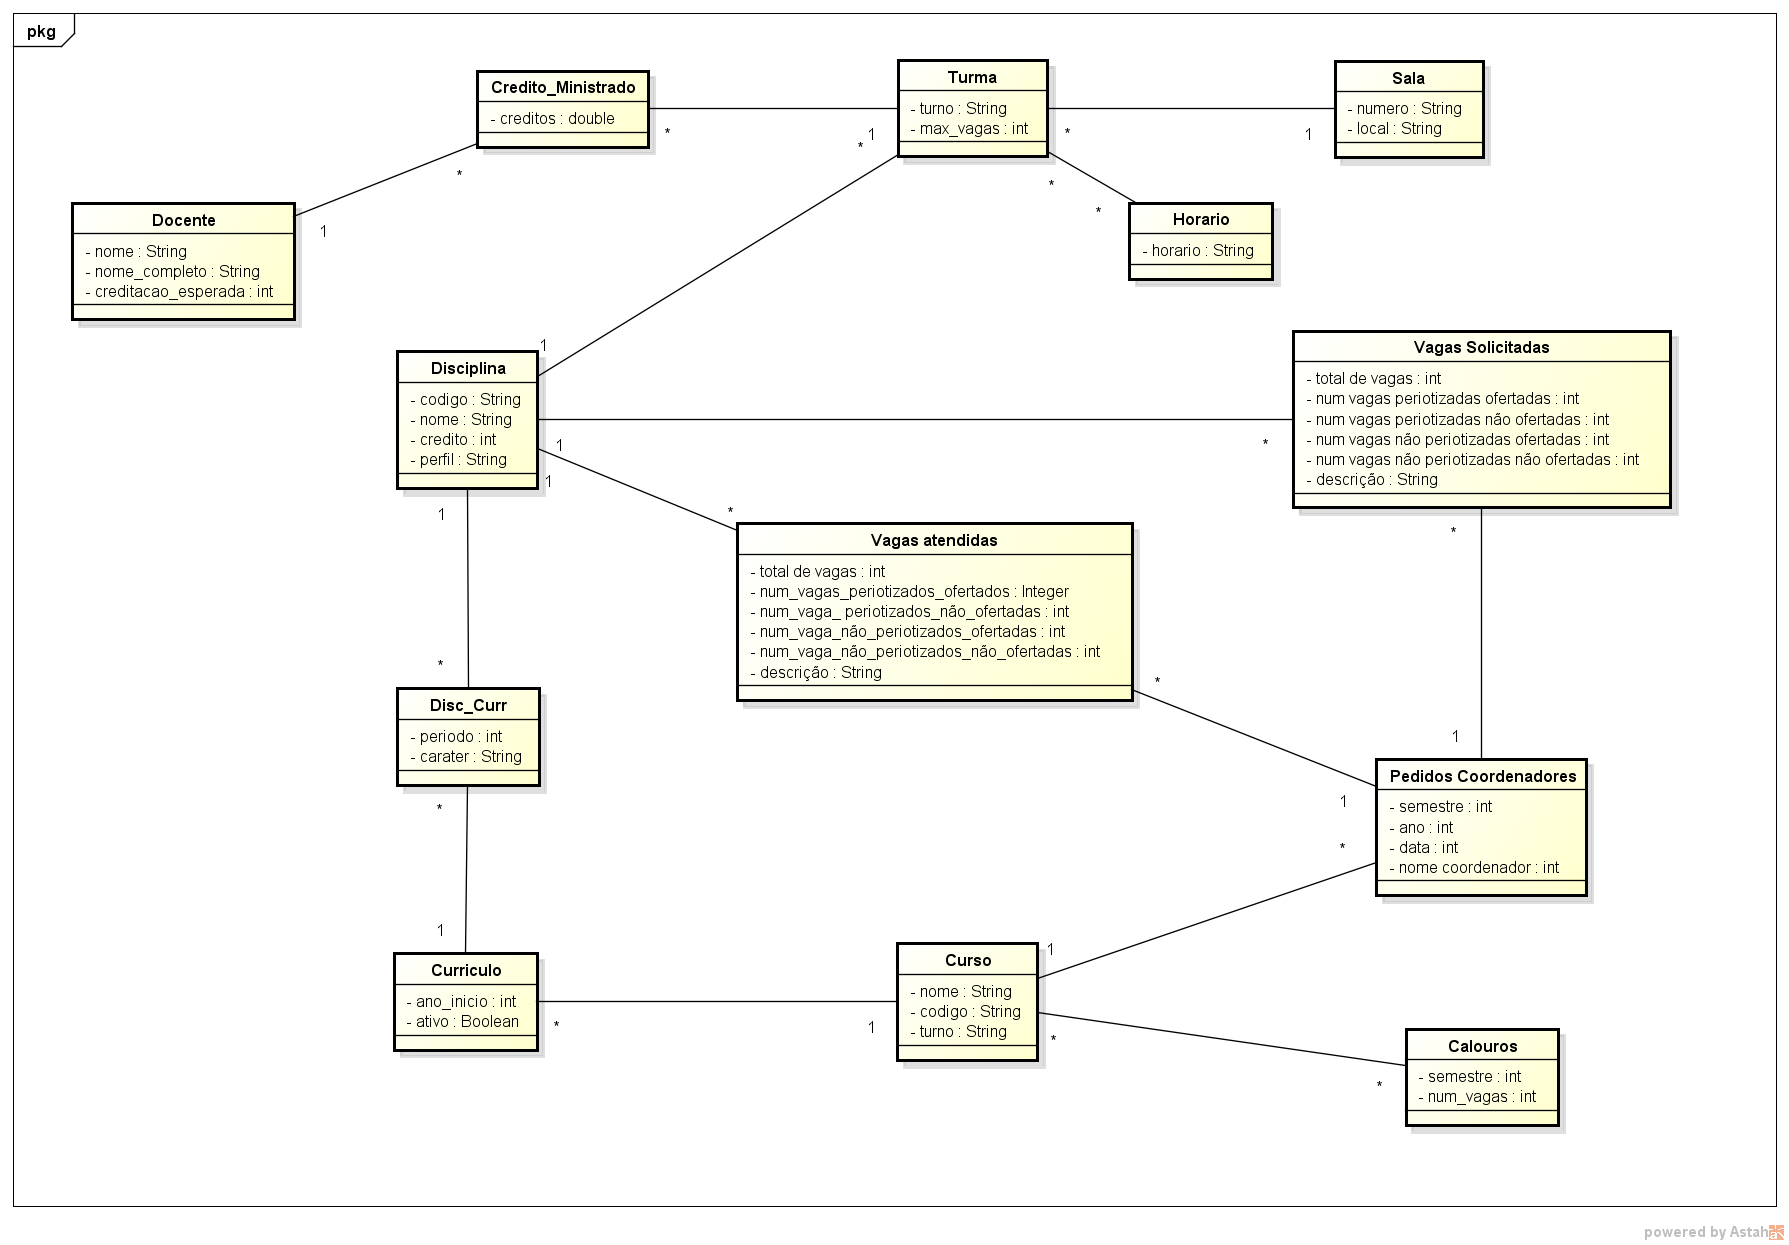 pkg
Credito_Ministrado
- creditos : double
Turma
- turno : String
- max_vagas : int
Sala
- numero : String
- local : String
*
1
*
*
1
*
Docente
- nome : String
- nome_completo : String
- creditacao_esperada : int
1
*
*
Horario
- horario : String
Disciplina
- codigo : String
- nome : String
- credito : int
- perfil : String
1
1
1
1
*
*
Vagas Solicitadas
- total de vagas : int
- num vagas periotizadas ofertadas : int
- num vagas periotizadas não ofertadas : int
- num vagas não periotizadas ofertadas : int
- num vagas não periotizadas não ofertadas : int
- descrição : String
*
Vagas atendidas
- total de vagas : int
- num_vagas_periotizados_ofertados : Integer
- num_vaga_ periotizados_não_ofertadas : int
- num_vaga_não_periotizados_ofertadas : int
- num_vaga_não_periotizados_não_ofertadas : int
- descrição : String
*
*
Disc_Curr
- periodo : int
- carater : String
*
1
1
*
Pedidos Coordenadores
- semestre : int
- ano : int
- data : int
- nome coordenador : int
1
Curriculo
- ano_inicio : int
- ativo : Boolean
*
1
Curso
- nome : String
- codigo : String
- turno : String
1
*
*
Calouros
- semestre : int
- num_vagas : int
powered by Astah